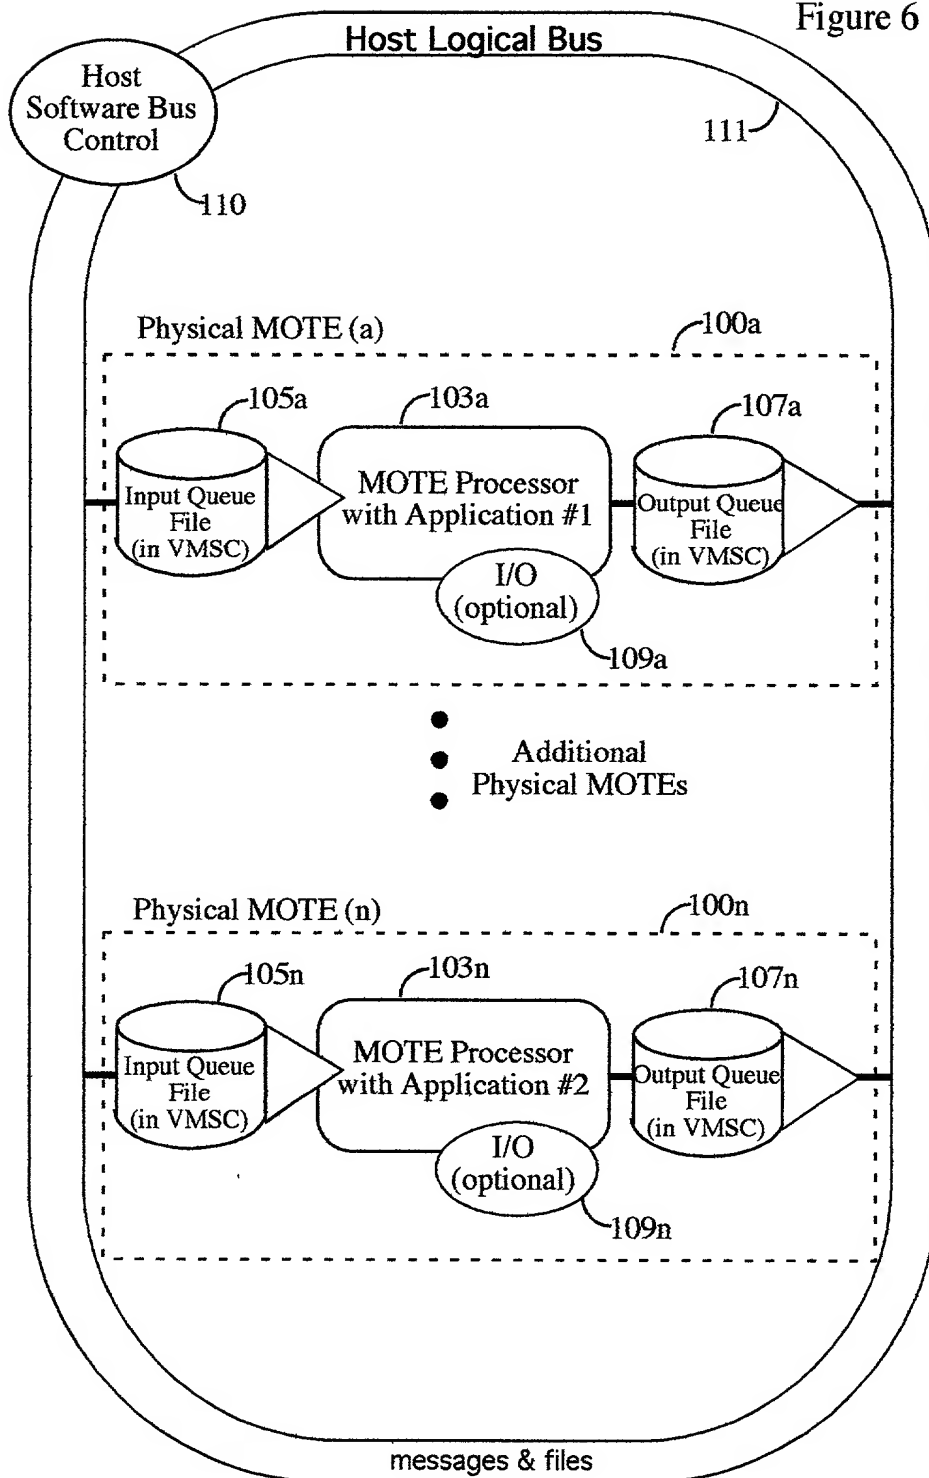 Figure 6
Host Logical Bus
Host
Software Bus
Control
111
110
Physical MOTE (a)
100a
105a
103a
107a
Input Queue
File
(in VMSC)
MOTE Processor
with Application #1
Output Queue
File
(in VMSC)
I/O
(optional)
109a
Additional
Physical MOTEs
Physical MOTE (n)
100n
105n
103n
107n
Input Queue
File
(in VMSC)
MOTE Processor
with Application #2
Output Queue
File
(in VMSC)
I/O
(optional)
109n
messages & files